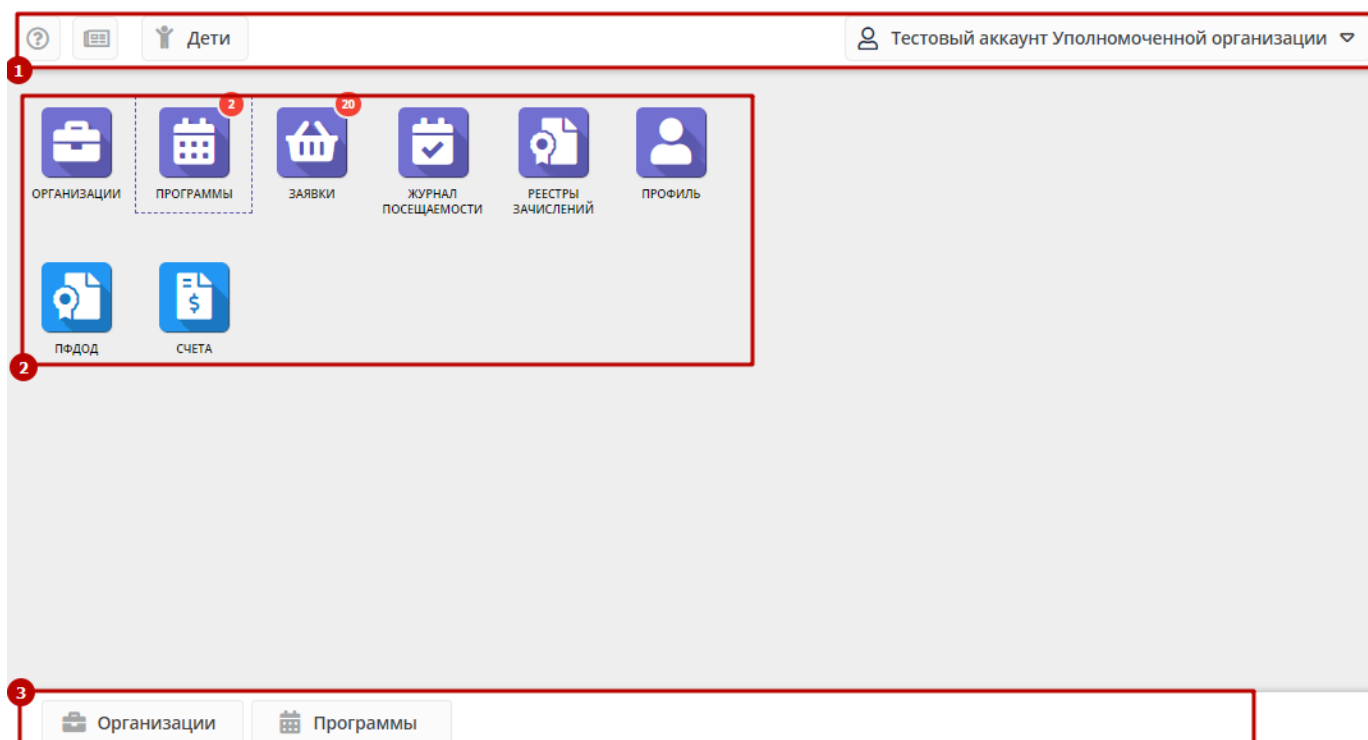 Дети
Тестовый аккаунт Уполномоченной организации
1
2
20
ОРГАНИЗАЦИИ
ПРОГРАММЫ
ЗАЯВКИ
ЖУРНАЛ
ПОСЕЩАЕМОСТИ
РЕЕСТРЫ
ЗАЧИСЛЕНИЙ
ПРОФИЛЬ
ПФДОД
СЧЕТА
2
3
Организации
Программы